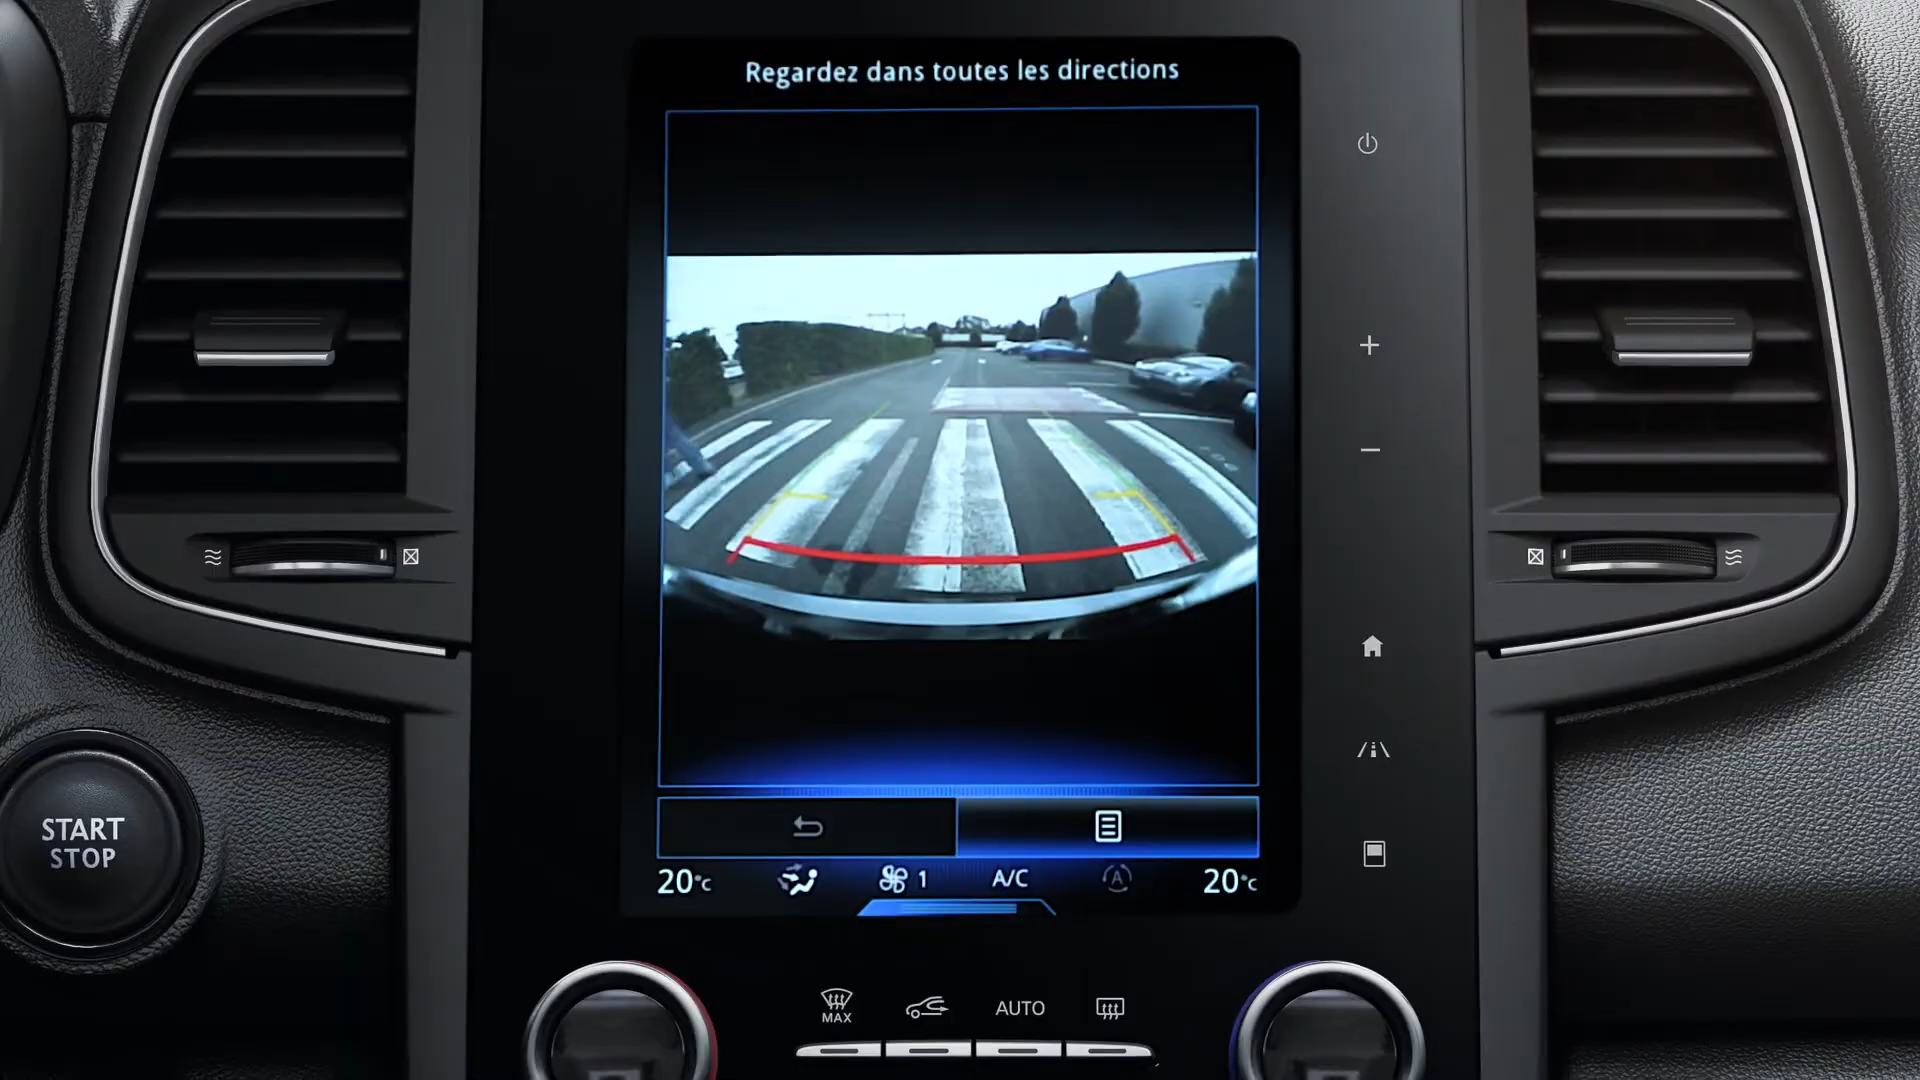 Regardez dans toutes les directions
START
STOP
20°C
1
A/C
A
20°C
MAX
AUTO